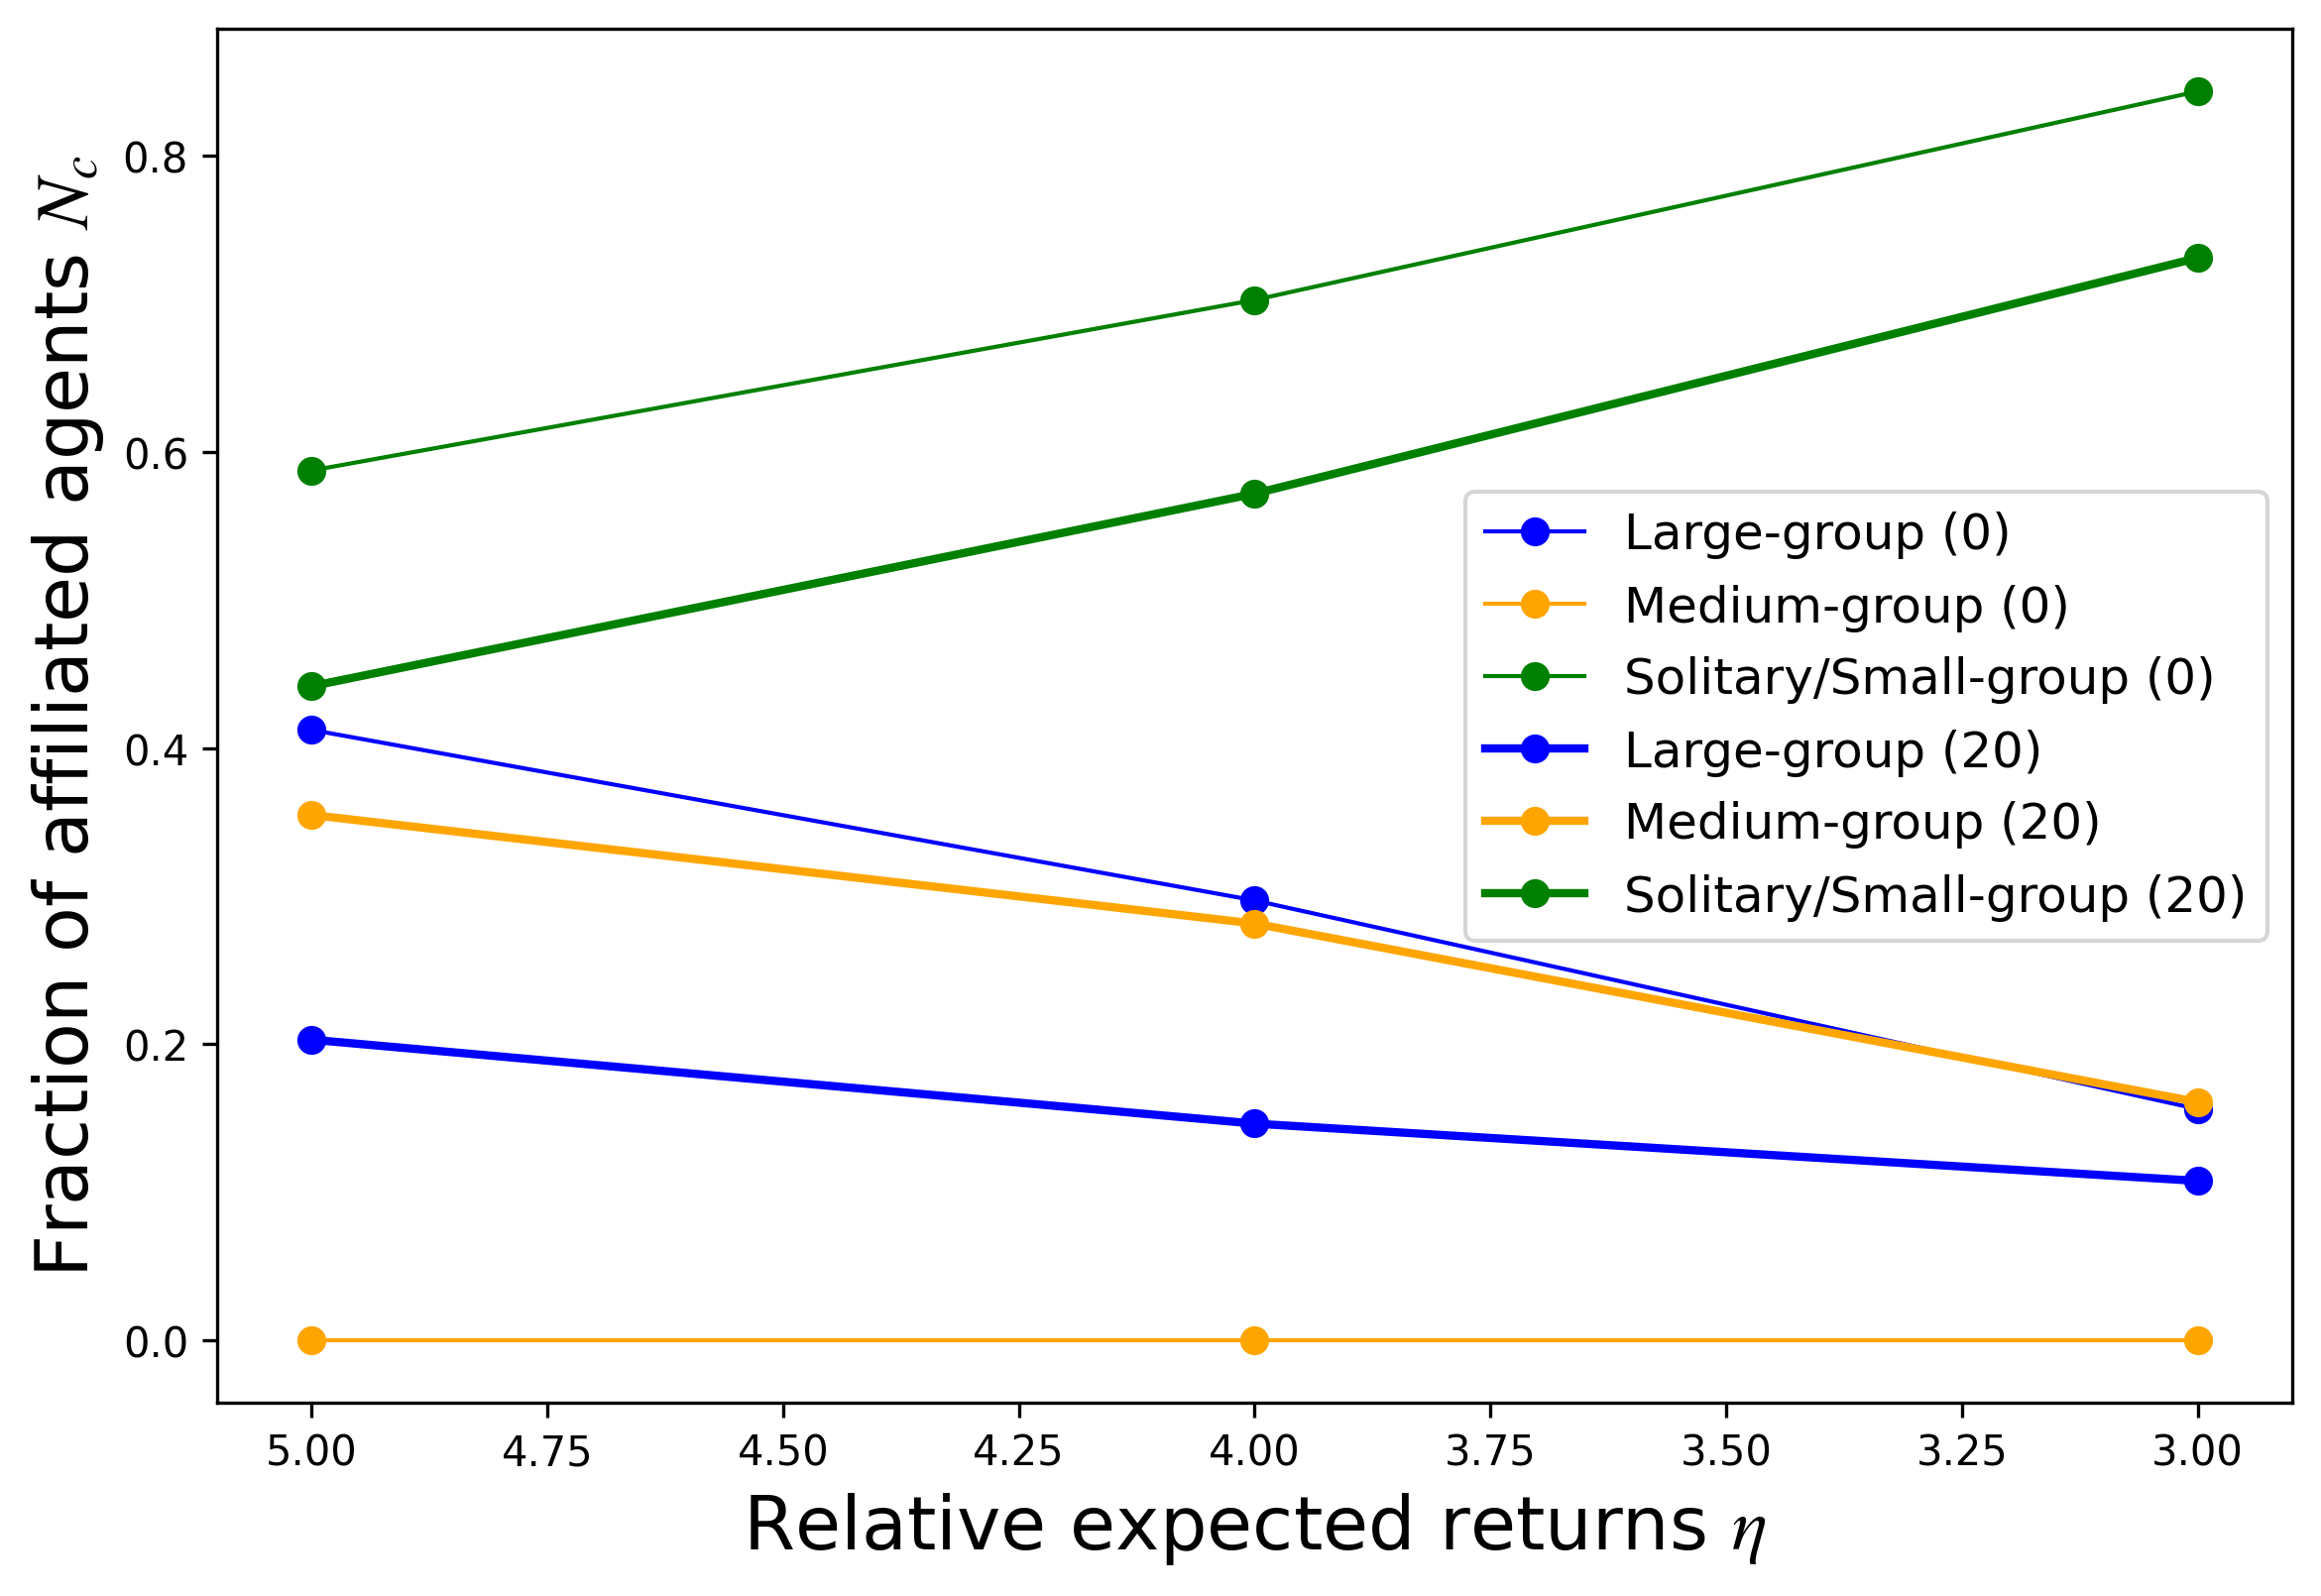 Fraction of affiliated agents N_c
0.8
0.6
0.4
0.2
0.0
Large-group (0)
Medium-group (0)
Solitary/Small-group (0)
Large-group (20)
Medium-group (20)
Solitary/Small-group (20)
5.00 4.75 4.50 4.25 4.00 3.75 3.50 3.25 3.00
Relative expected returns η